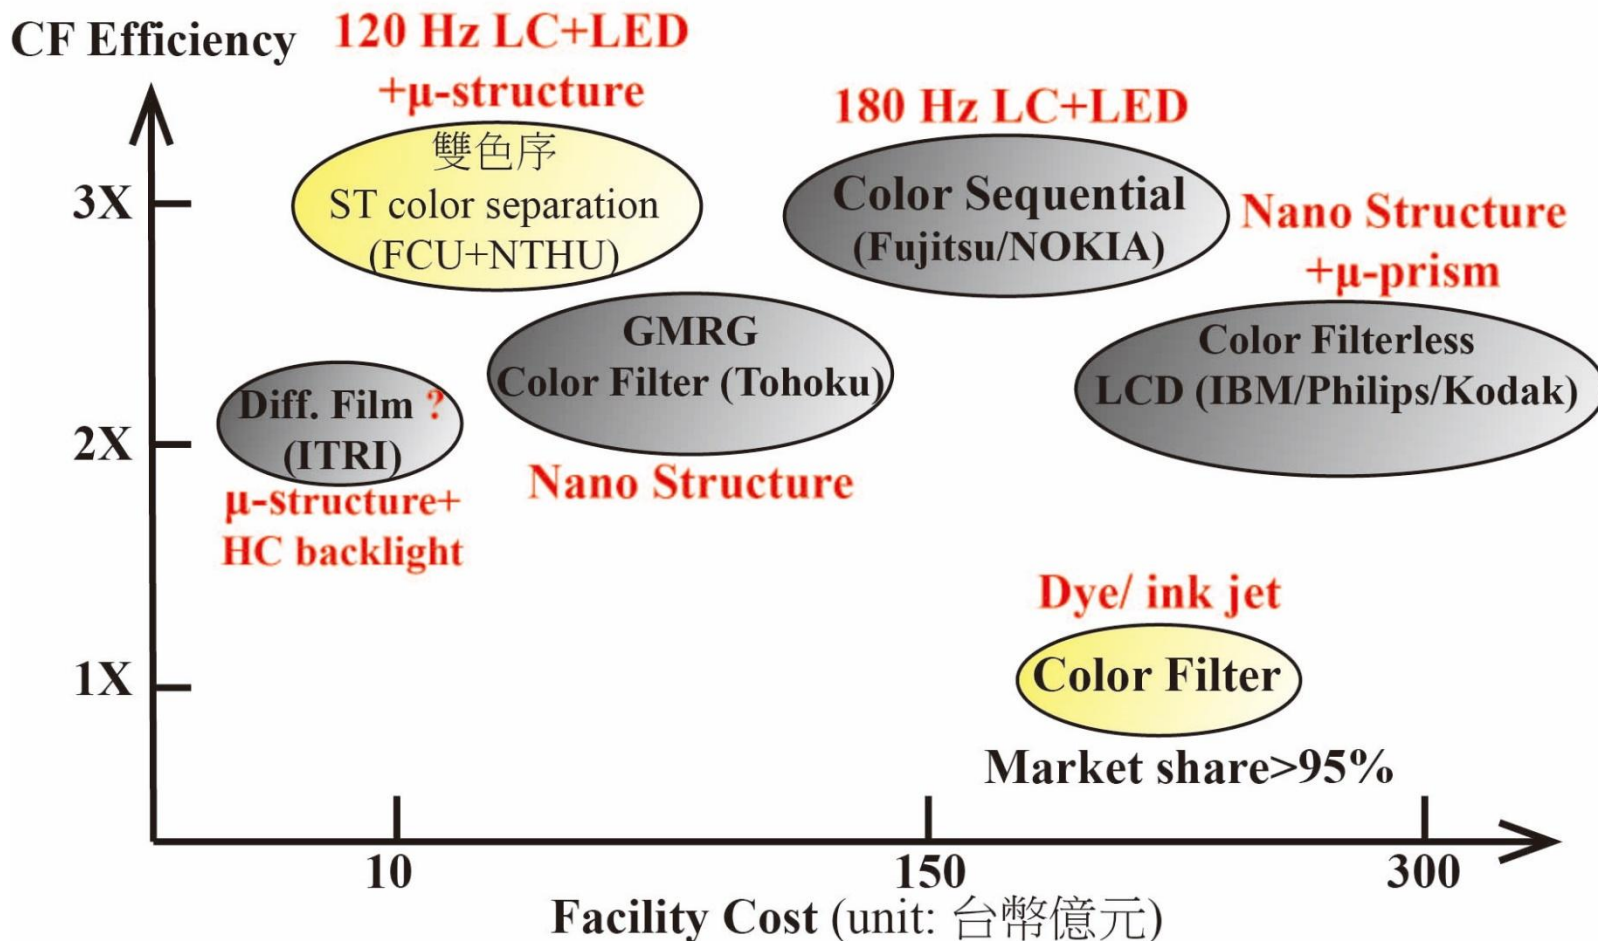 CF Efficiency
120 Hz LC+LED
+μ-structure
雙色序
ST color separation
(FCU+NTHU)
180 Hz LC+LED
Color Sequential
(Fujitsu/NOKIA)
Nano Structure
+μ-prism
Color Filterless
LCD (IBM/Philips/Kodak)
3X
GMRG
Color Filter (Tohoku)
Nano Structure
Diff. Film ?
(ITRI)
μ-structure+
HC backlight
2X
Dye/ ink jet
Color Filter
Market share>95%
1X
10
150
300
Facility Cost (unit: 台幣億元)